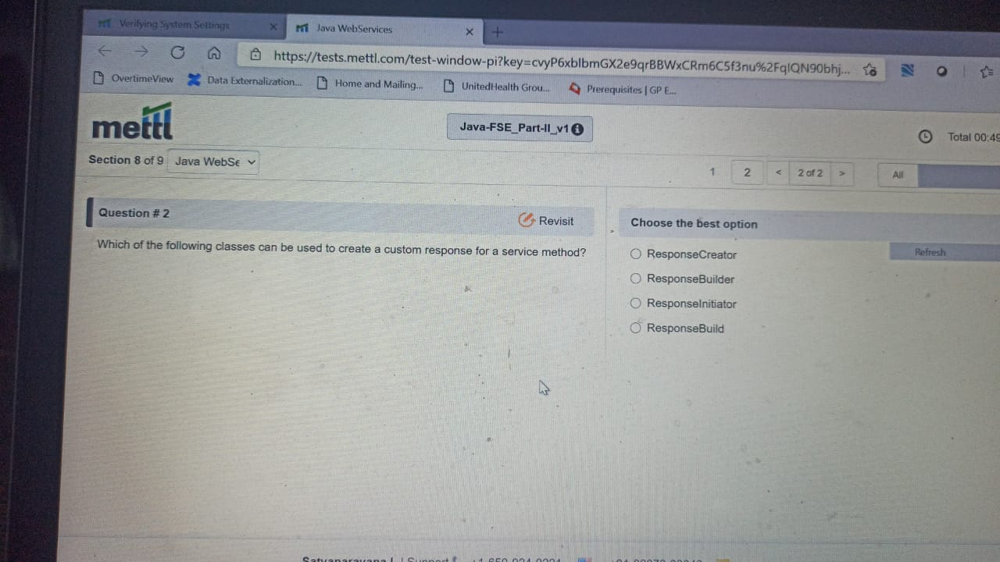 Verifying System Settings
Java WebServices
https://tests.mettl.com/test-window-pi?key=cvyP6xblbmGX2e9qrBBWxCRm6C5f3nu%2FqlQN90bhj...
OvertimeView Data Externalization... Home and Mailing... UnitedHealth Grou... Prerequisites | GP E...
mettl
Java-FSE_Part-II_v1
Total 00:49
Section 8 of 9 Java WebSe
1 2 < 2 of 2 > All
Question # 2 Revisit
Which of the following classes can be used to create a custom response for a service method?
Choose the best option
Refresh
ResponseCreator
ResponseBuilder
ResponseInitiator
ResponseBuild